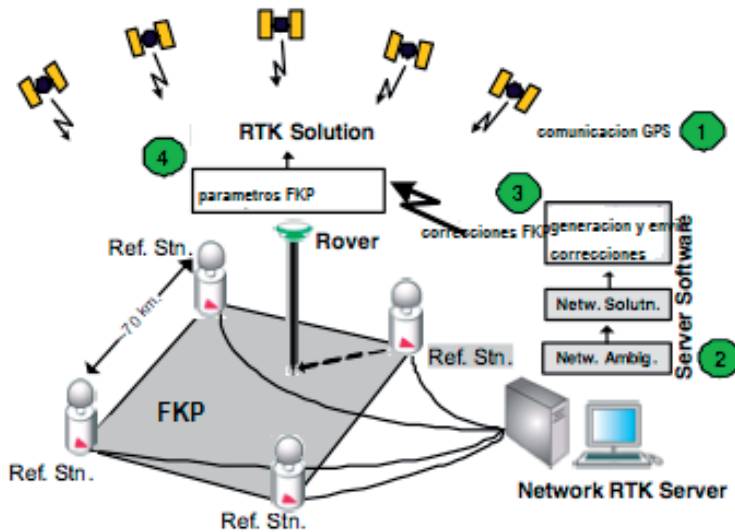 comunicacion GPS
1
RTK Solution
4
parametros FKP
3
correcciones FKP
generacion y envio
correcciones
Rover
Ref. Stn.
~70 km.
Netw. Solutn.
Server Software
Netw. Ambig.
2
Ref. Stn.
FKP
Ref. Stn.
Ref. Stn.
Network RTK Server